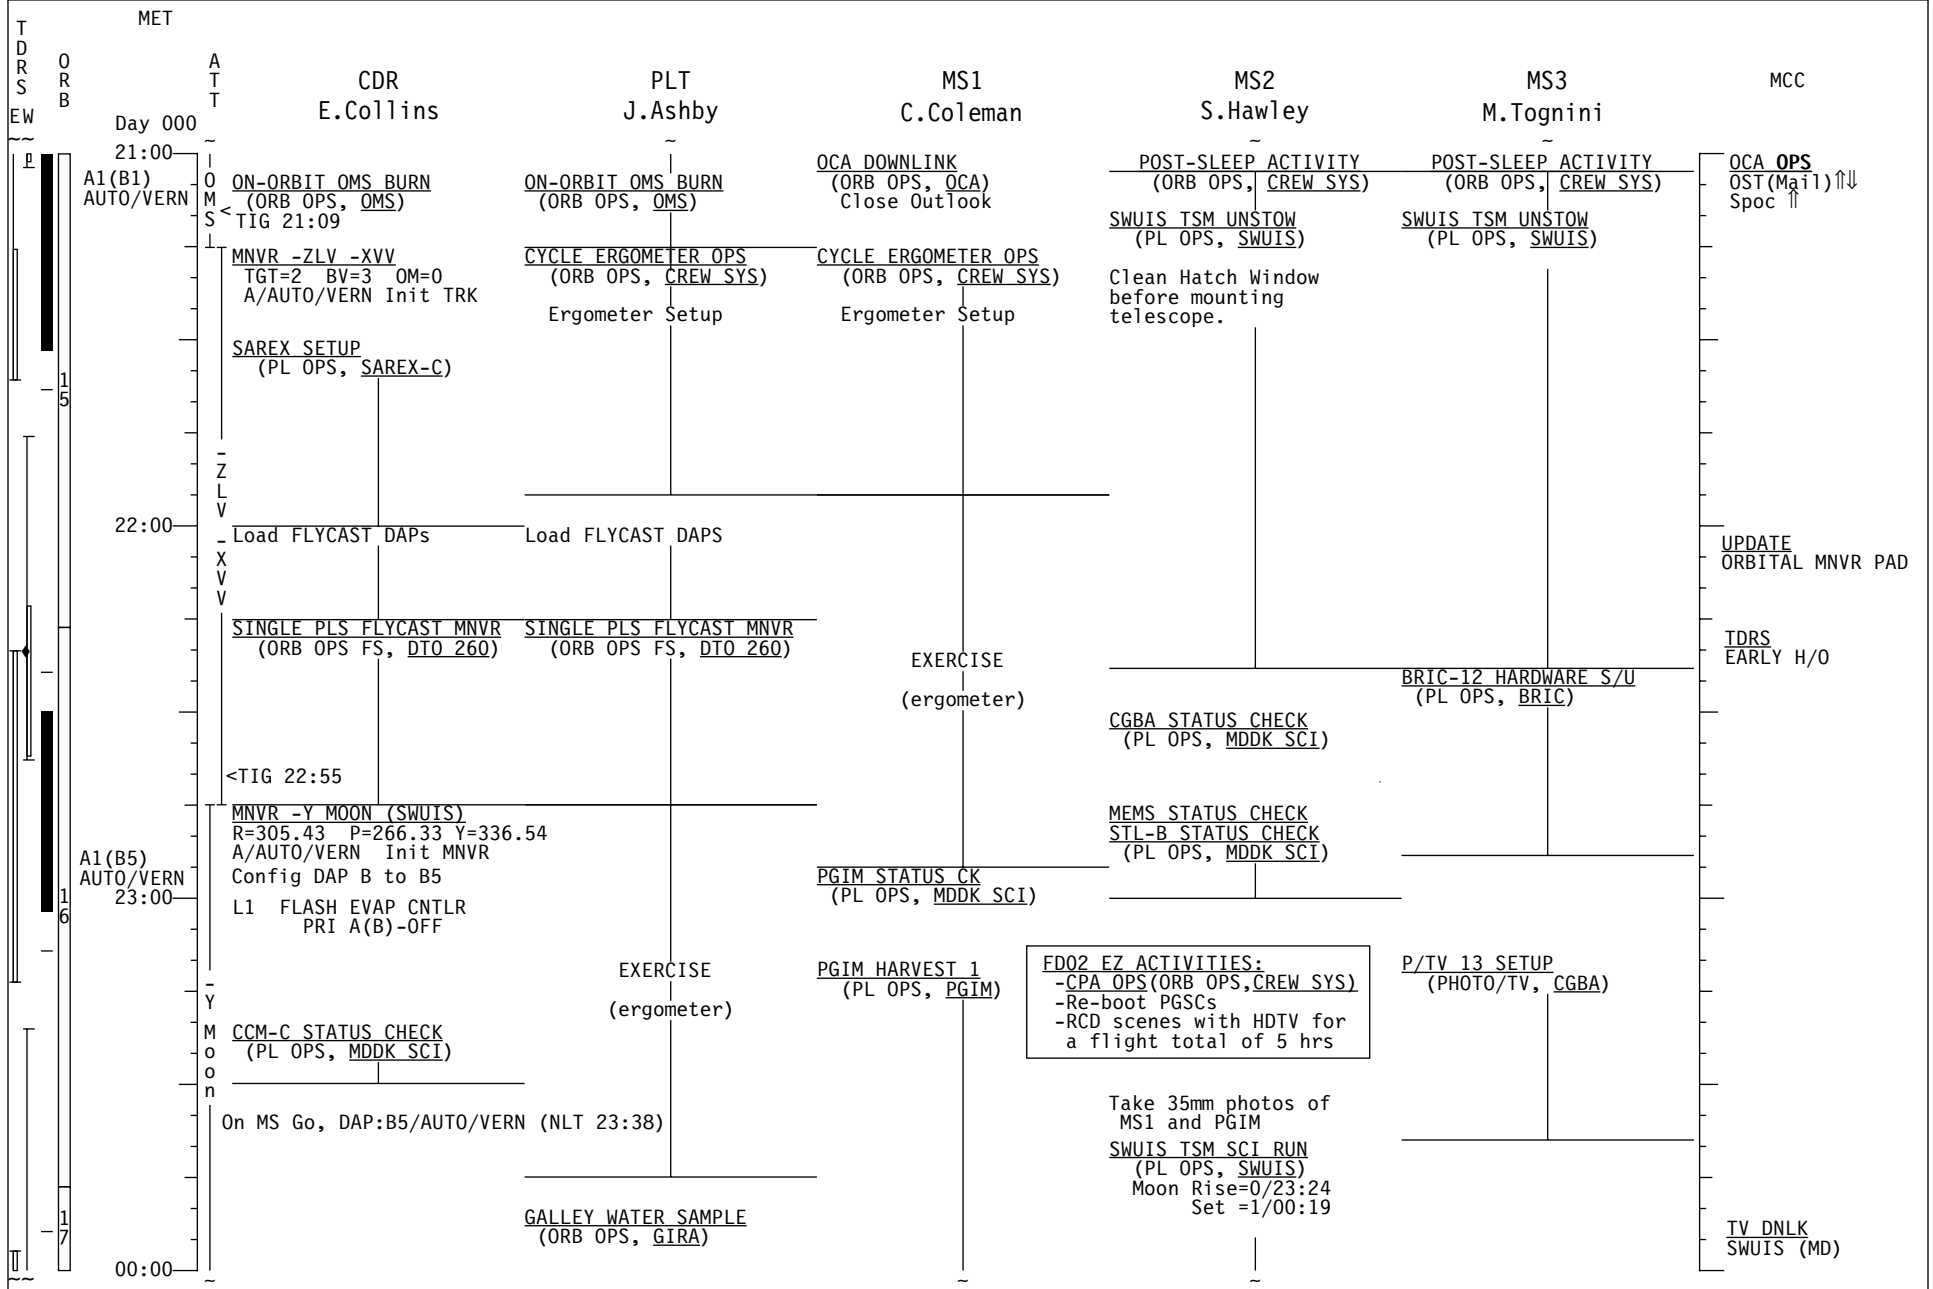 MET
TDRS
EW
ORB
ATT
CDR
E.Collins
PLT
J.Ashby
MS1
C.Coleman
MS2
S.Hawley
MS3
M.Tognini
MCC
Day 000
21:00
A1(B1)
AUTO/VERN
22:00
A1(B5)
AUTO/VERN
23:00
00:00
15
16
17
OMS
-ZLV -XVV
-Y Moon
ON-ORBIT OMS BURN
(ORB OPS, OMS)
<
TIG 21:09
MNVR -ZLV -XVV
TGT=2 BV=3 OM=0
A/AUTO/VERN Init TRK
SAREX SETUP
(PL OPS, SAREX-C)
Load FLYCAST DAPs
SINGLE PLS FLYCAST MNVR
(ORB OPS FS, DTO 260)
<TIG 22:55
MNVR -Y MOON (SWUIS)
R=305.43 P=266.33 Y=336.54
A/AUTO/VERN Init MNVR
Config DAP B to B5
L1 FLASH EVAP CNTLR
PRI A(B)-OFF
CCM-C STATUS CHECK
(PL OPS, MDDK SCI)
On MS Go, DAP:B5/AUTO/VERN (NLT 23:38)
ON-ORBIT OMS BURN
(ORB OPS, OMS)
CYCLE ERGOMETER OPS
(ORB OPS, CREW SYS)
Ergometer Setup
Load FLYCAST DAPS
SINGLE PLS FLYCAST MNVR
(ORB OPS FS, DTO 260)
EXERCISE
(ergometer)
GALLEY WATER SAMPLE
(ORB OPS, GIRA)
OCA DOWNLINK
(ORB OPS, OCA)
Close Outlook
CYCLE ERGOMETER OPS
(ORB OPS, CREW SYS)
Ergometer Setup
EXERCISE
(ergometer)
PGIM STATUS CK
(PL OPS, MDDK SCI)
PGIM HARVEST 1
(PL OPS, PGIM)
POST-SLEEP ACTIVITY
(ORB OPS, CREW SYS)
SWUIS TSM UNSTOW
(PL OPS, SWUIS)
Clean Hatch Window
before mounting
telescope.
CGBA STATUS CHECK
(PL OPS, MDDK SCI)
MEMS STATUS CHECK
STL-B STATUS CHECK
(PL OPS, MDDK SCI)
FD02 EZ ACTIVITIES:
-CPA OPS(ORB OPS,CREW SYS)
-Re-boot PGSCs
-RCD scenes with HDTV for
a flight total of 5 hrs
Take 35mm photos of
MS1 and PGIM
SWUIS TSM SCI RUN
(PL OPS, SWUIS)
Moon Rise=0/23:24
Set =1/00:19
POST-SLEEP ACTIVITY
(ORB OPS, CREW SYS)
SWUIS TSM UNSTOW
(PL OPS, SWUIS)
BRIC-12 HARDWARE S/U
(PL OPS, BRIC)
P/TV 13 SETUP
(PHOTO/TV, CGBA)
OCA OPS
OST(Mail)⇑⇓
Spoc ⇑
UPDATE
ORBITAL MNVR PAD
TDRS
EARLY H/O
TV DNLK
SWUIS (MD)